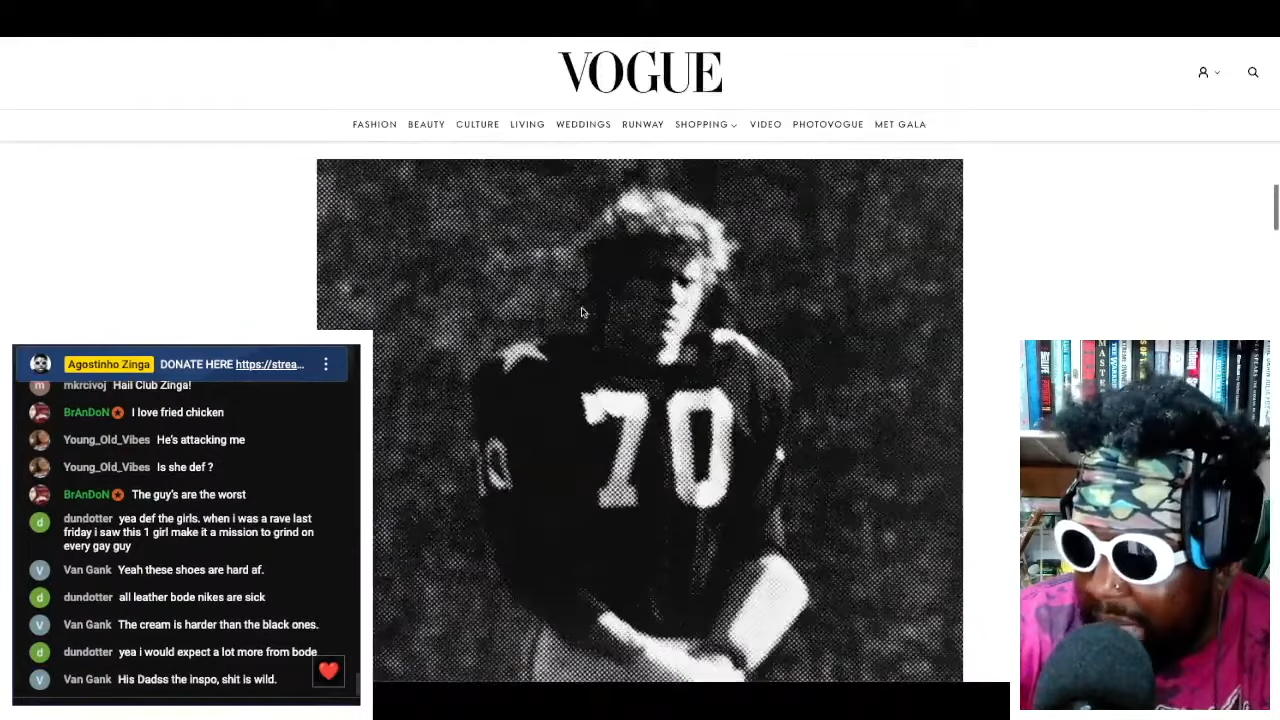 VOGUE
FASHION BEAUTY CULTURE LIVING WEDDINGS RUNWAY SHOPPING VIDEO PHOTOVOGUE MET GALA
70
0
Agostinho Zinga DONATE HERE https://strea...
m mkrcivoj Hail Club Zinga!
BrAnDoN I love fried chicken
Young_Old_Vibes He's attacking me
Young_Old_Vibes Is she def ?
BrAnDoN The guy's are the worst
d dundotter yea def the girls. when i was a rave last
friday i saw this 1 girl make it a mission to grind on
every gay guy
V Van Gank Yeah these shoes are hard af.
d dundotter all leather bode nikes are sick
V Van Gank The cream is harder than the black ones.
d dundotter yea i would expect a lot more from bode
V Van Gank His Dadss the inspo, shit is wild.